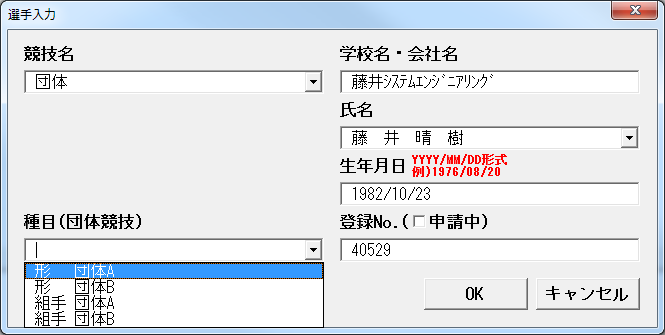 選手入力
競技名
団体
学校名・会社名
藤井ｼｽﾃﾑｴﾝｼﾞﾆｱﾘﾝｸﾞ
氏名
藤　井　晴　樹
生年月日 YYYY/MM/DD形式
例)1976/08/20
1982/10/23
種目(団体競技)
登録No.(申請中)
40529
形　 団体A
形　 団体B
組手 団体A
組手 団体B
OK
キャンセル